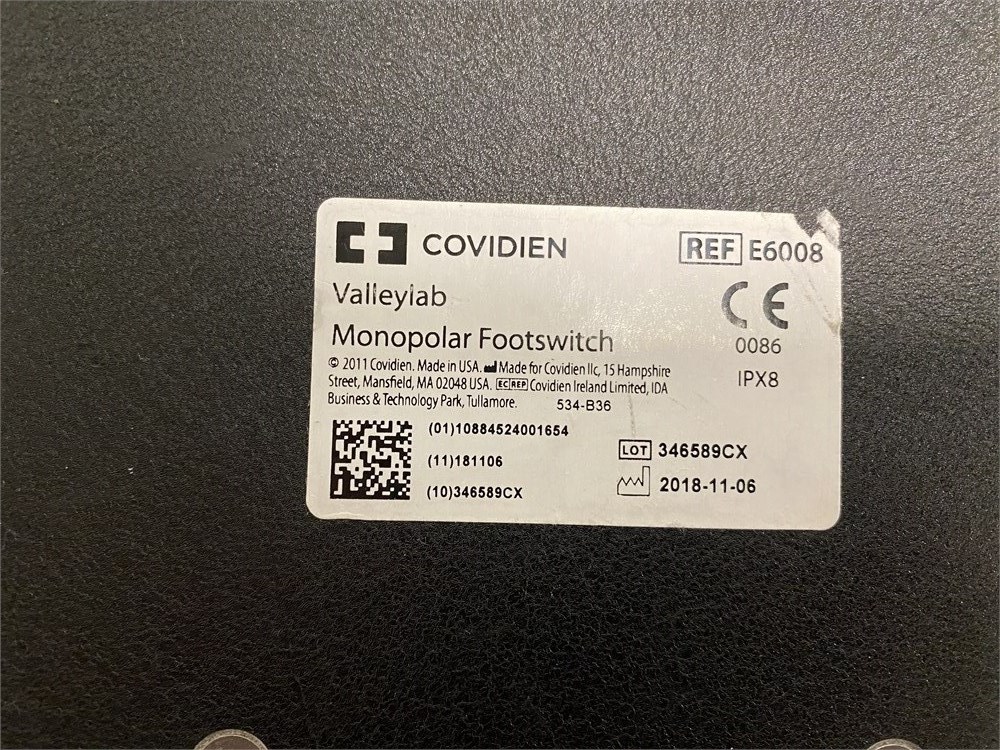 COVIDIEN
REF E6008
Valleylab
Monopolar Footswitch
0086
IPX8
© 2011 Covidien. Made in USA. Made for Covidien llc, 15 Hampshire
Street, Mansfield, MA 02048 USA. EC REP Covidien Ireland Limited, IDA
Business & Technology Park, Tullamore. 534-B36
(01)10884524001654
(11)181106
(10)346589CX
LOT 346589CX
2018-11-06